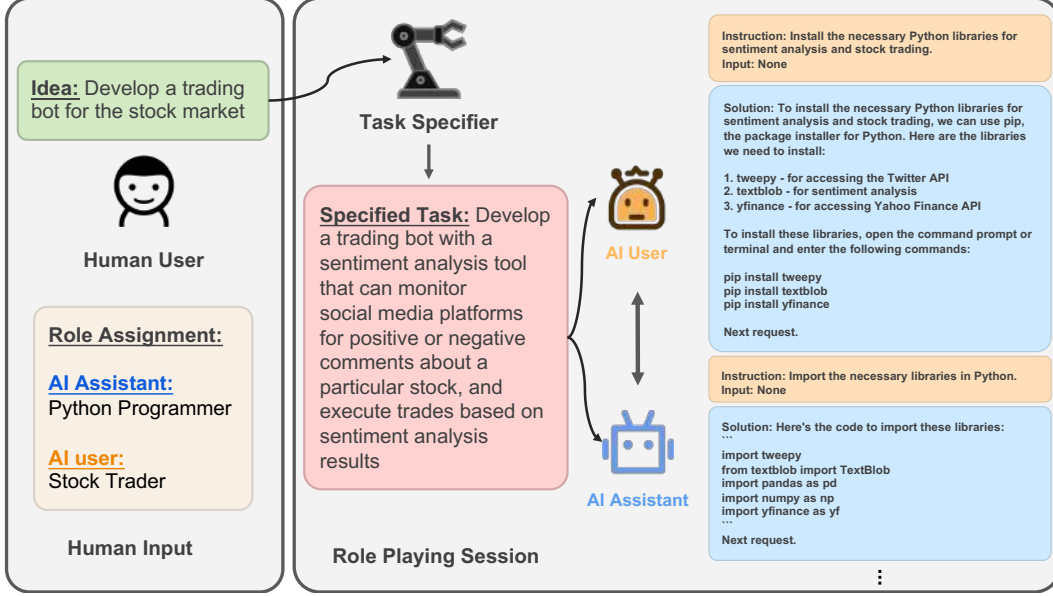 Idea: Develop a trading
bot for the stock market
Human User
Role Assignment:
AI Assistant:
Python Programmer
AI user:
Stock Trader
Human Input
Task Specifier
Specified Task: Develop
a trading bot with a
sentiment analysis tool
that can monitor
social media platforms
for positive or negative
comments about a
particular stock, and
execute trades based on
sentiment analysis
results
AI User
AI Assistant
Role Playing Session
Instruction: Install the necessary Python libraries for
sentiment analysis and stock trading.
Input: None
Solution: To install the necessary Python libraries for
sentiment analysis and stock trading, we can use pip,
the package installer for Python. Here are the libraries
we need to install:
1. tweepy - for accessing the Twitter API
2. textblob - for sentiment analysis
3. yfinance - for accessing Yahoo Finance API
To install these libraries, open the command prompt or
terminal and enter the following commands:
pip install tweepy
pip install textblob
pip install yfinance
Next request.
Instruction: Import the necessary libraries in Python.
Input: None
Solution: Here's the code to import these libraries:
```
import tweepy
from textblob import TextBlob
import pandas as pd
import numpy as np
import yfinance as yf
```
Next request.
⋮